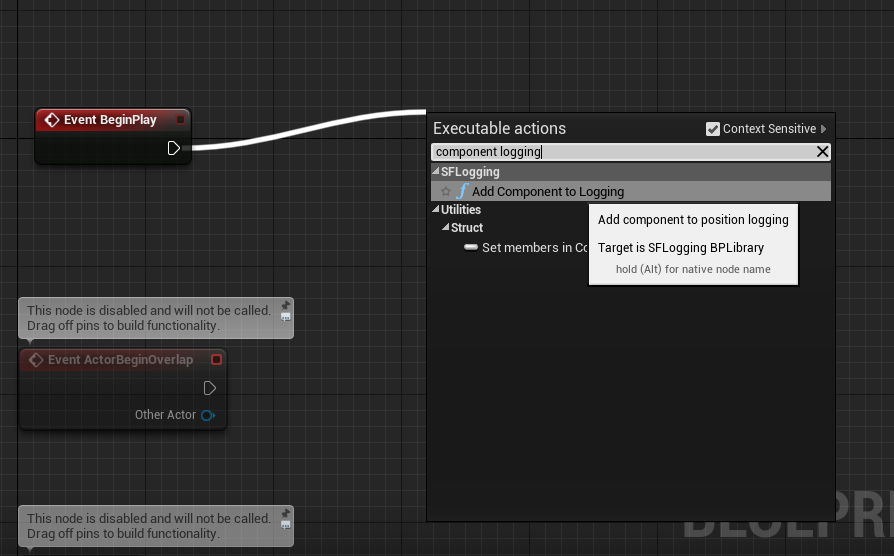 Event BeginPlay
Executable actions
Context Sensitive
component logging
SFLogging
Add Component to Logging
Utilities
Struct
Set members in Co
Add component to position logging
Target is SFLogging BPLibrary
hold (Alt) for native node name
This node is disabled and will not be called.
Drag off pins to build functionality.
Event ActorBeginOverlap
Other Actor
This node is disabled and will not be called.
Drag off pins to build functionality.